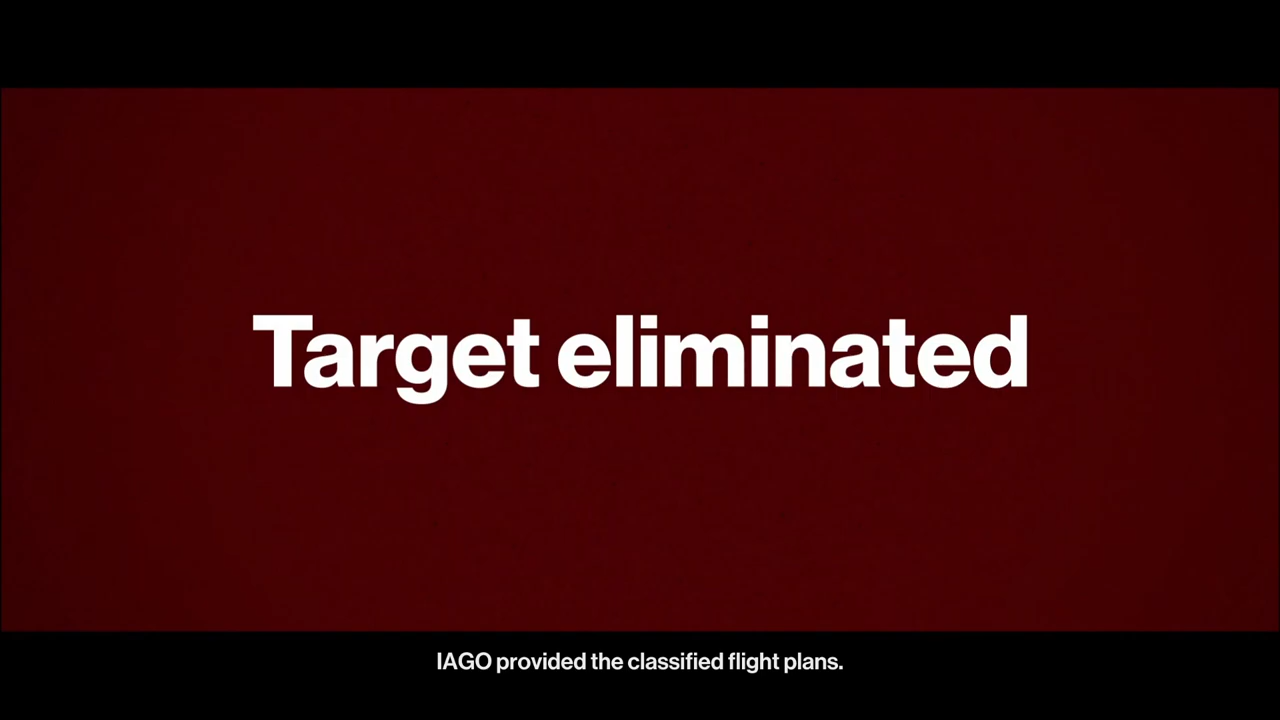 Target eliminated
IAGO provided the classified flight plans.